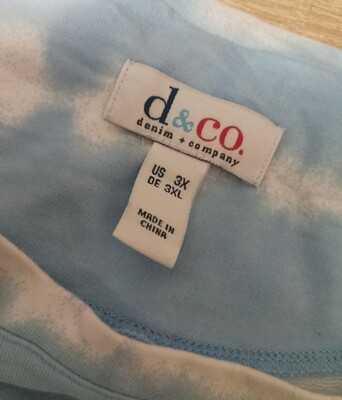 d&co.
denim + company
US 3X
DE 3XL
MADE IN
CHINA